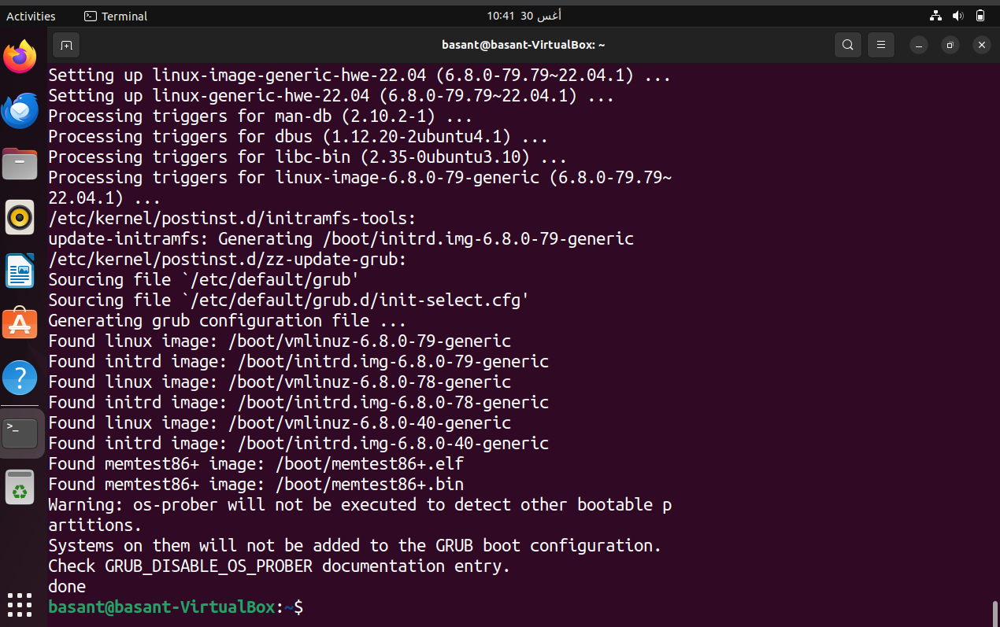 Activities
Terminal
أغس 30 10:41
basant@basant-VirtualBox: ~
Setting up linux-image-generic-hwe-22.04 (6.8.0-79.79~22.04.1) ...
Setting up linux-generic-hwe-22.04 (6.8.0-79.79~22.04.1) ...
Processing triggers for man-db (2.10.2-1) ...
Processing triggers for dbus (1.12.20-2ubuntu4.1) ...
Processing triggers for libc-bin (2.35-0ubuntu3.10) ...
Processing triggers for linux-image-6.8.0-79-generic (6.8.0-79.79~
22.04.1) ...
/etc/kernel/postinst.d/initramfs-tools:
update-initramfs: Generating /boot/initrd.img-6.8.0-79-generic
/etc/kernel/postinst.d/zz-update-grub:
Sourcing file `/etc/default/grub'
Sourcing file `/etc/default/grub.d/init-select.cfg'
Generating grub configuration file ...
Found linux image: /boot/vmlinuz-6.8.0-79-generic
Found initrd image: /boot/initrd.img-6.8.0-79-generic
Found linux image: /boot/vmlinuz-6.8.0-78-generic
Found initrd image: /boot/initrd.img-6.8.0-78-generic
Found linux image: /boot/vmlinuz-6.8.0-40-generic
Found initrd image: /boot/initrd.img-6.8.0-40-generic
Found memtest86+ image: /boot/memtest86+.elf
Found memtest86+ image: /boot/memtest86+.bin
Warning: os-prober will not be executed to detect other bootable p
artitions.
Systems on them will not be added to the GRUB boot configuration.
Check GRUB_DISABLE_OS_PROBER documentation entry.
done
basant@basant-VirtualBox:~$